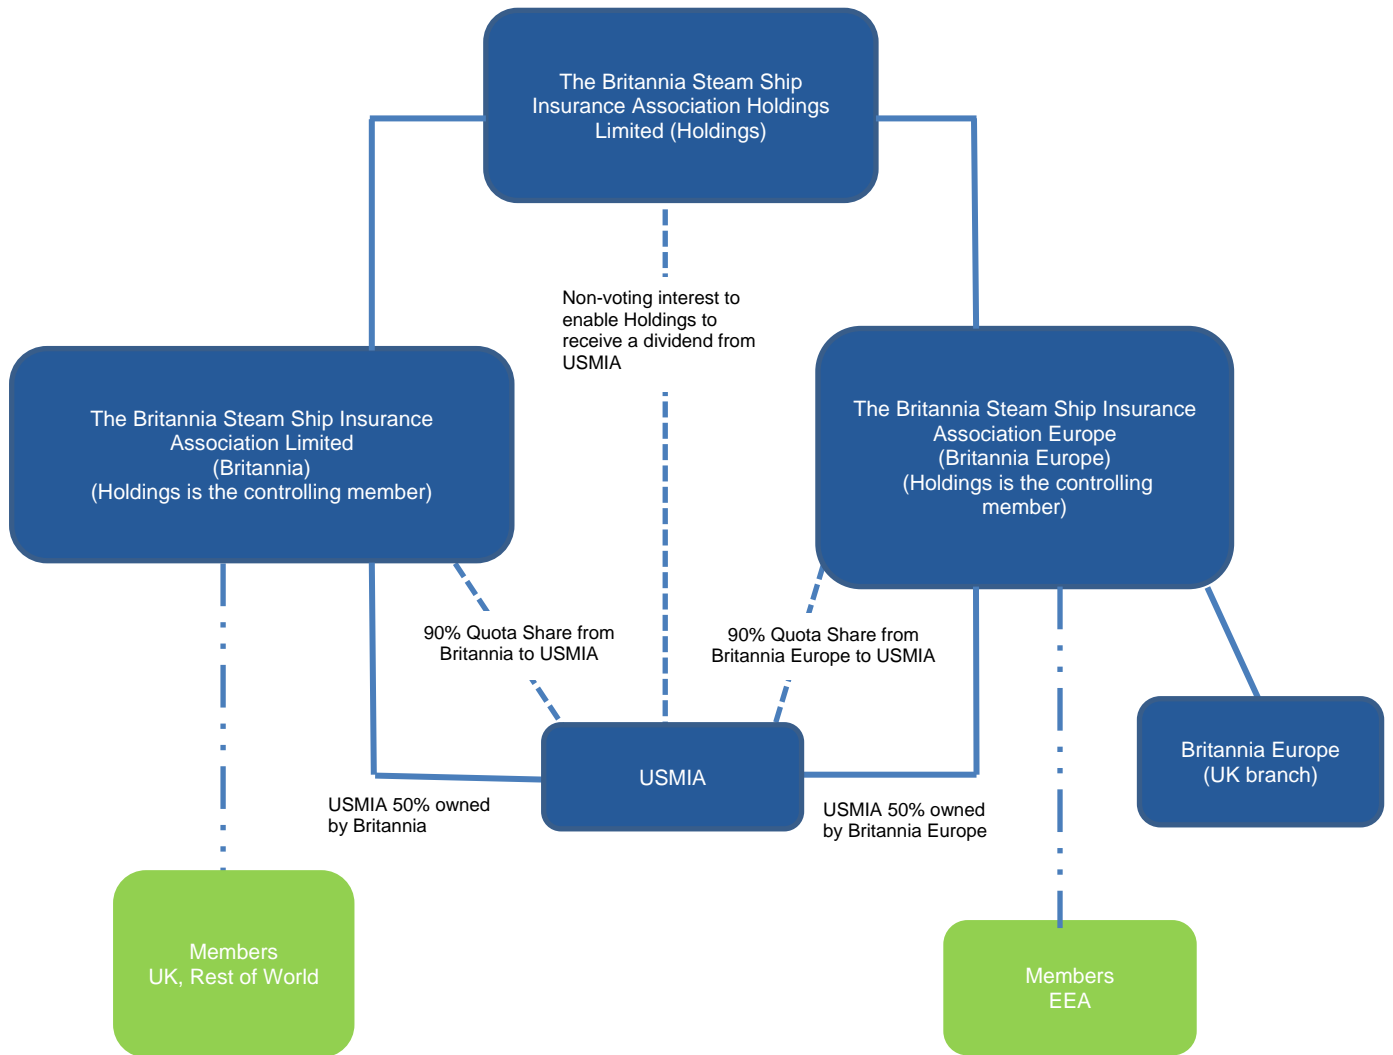 The Britannia Steam Ship
Insurance Association Holdings
Limited (Holdings)
Non-voting interest to
enable Holdings to
receive a dividend from
USMIA
The Britannia Steam Ship Insurance
Association Limited
(Britannia)
(Holdings is the controlling member)
The Britannia Steam Ship Insurance
Association Europe
(Britannia Europe)
(Holdings is the controlling
member)
90% Quota Share from
Britannia to USMIA
90% Quota Share from
Britannia Europe to USMIA
USMIA
Britannia Europe
(UK branch)
USMIA 50% owned
by Britannia
USMIA 50% owned
by Britannia Europe
Members
UK, Rest of World
Members
EEA